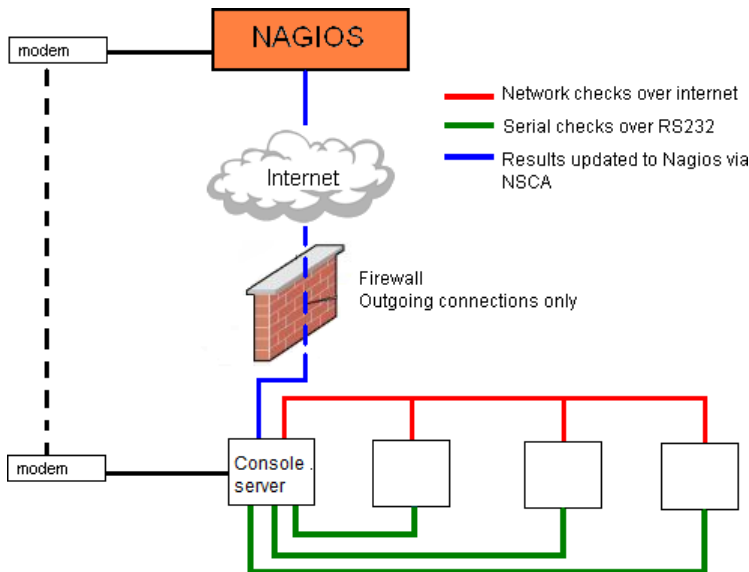 NAGIOS
modem
Network checks over internet
Serial checks over RS232
Results updated to Nagios via
NSCA
Internet
Firewall
Outgoing connections only
Console .
server
modem